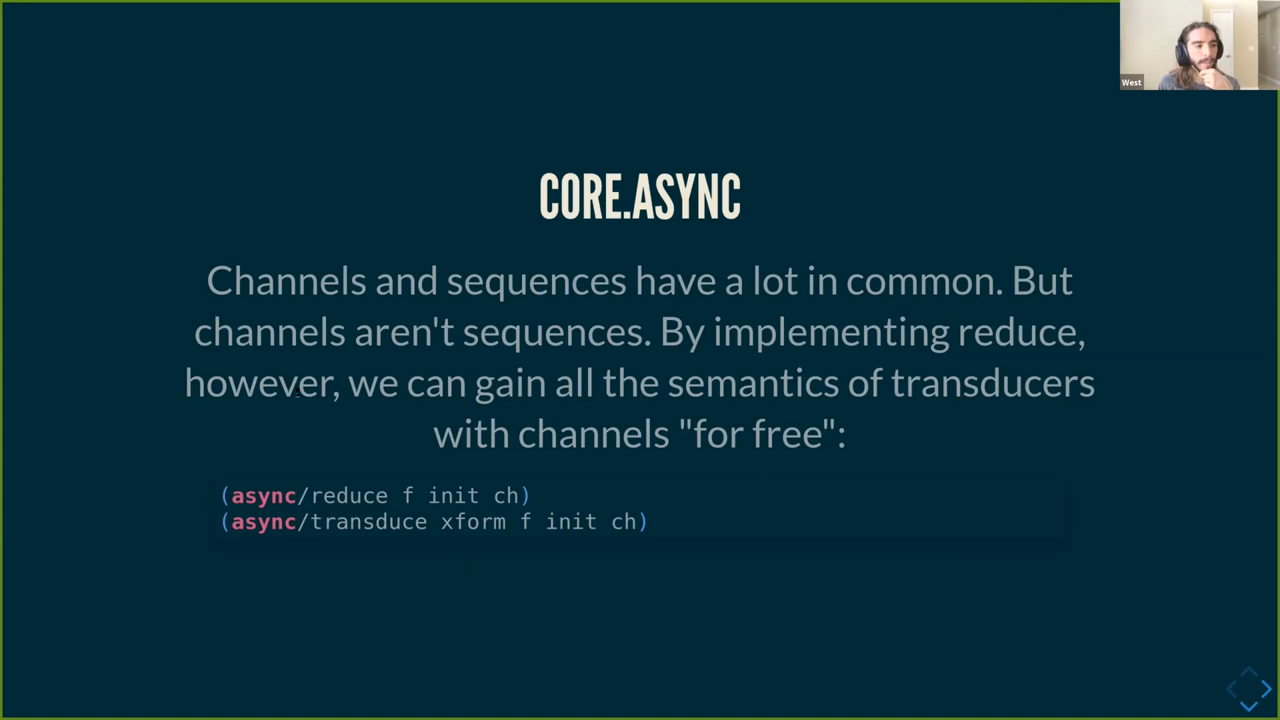 West
CORE.ASYNC
Channels and sequences have a lot in common. But
channels aren't sequences. By implementing reduce,
however, we can gain all the semantics of transducers
with channels "for free":
(async/reduce f init ch)
(async/transduce xform f init ch)